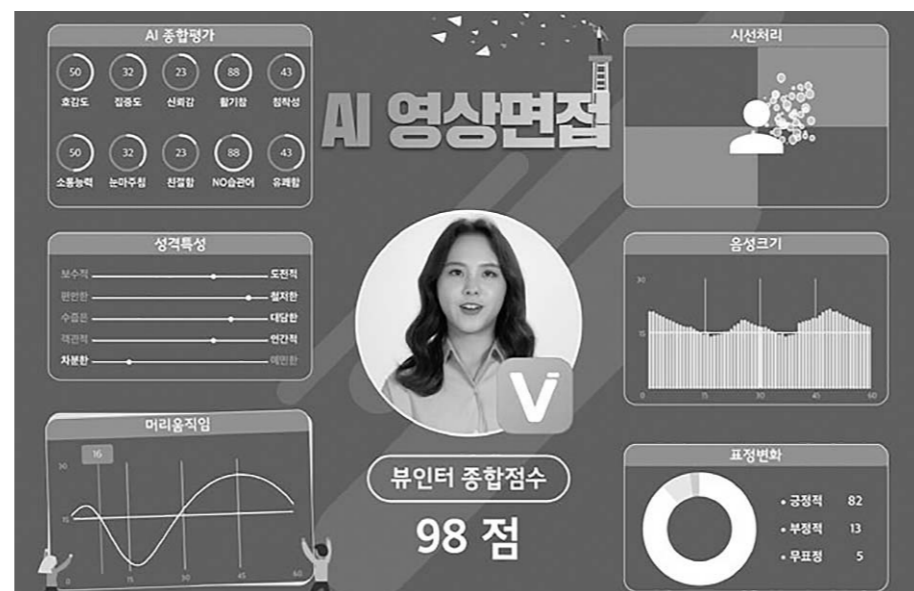 AI 종합평가
50 32 23 88 43
호감도 집중도 신뢰감 활기참 침착성
50 32 23 88 43
소통능력 눈마주침 친절함 NO습관어 유쾌함
AI 영상면접
시선처리
성격특성
보수적 도전적
편안한 철저한
수줍은 대담한
객관적 인간적
차분한 예민한
음성크기
30
15
0 15 30 45 60
머리움직임
16
30
15
0 15 30 45 60
Vi
뷰인터 종합점수
98 점
표정변화
• 긍정적 82
• 부정적 13
• 무표정 5